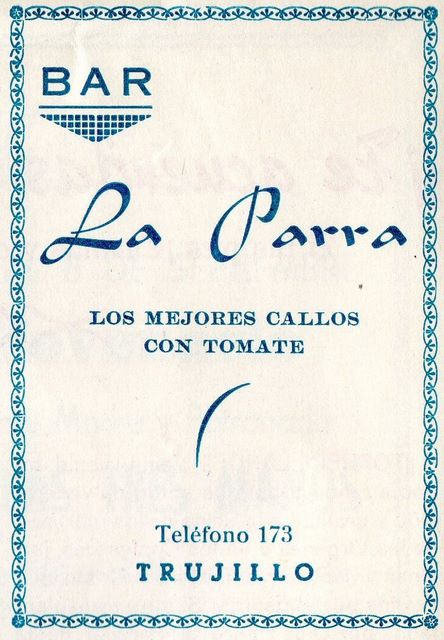 BAR
La Parra
LOS MEJORES CALLOS
CON TOMATE
Teléfono 173
TRUJILLO